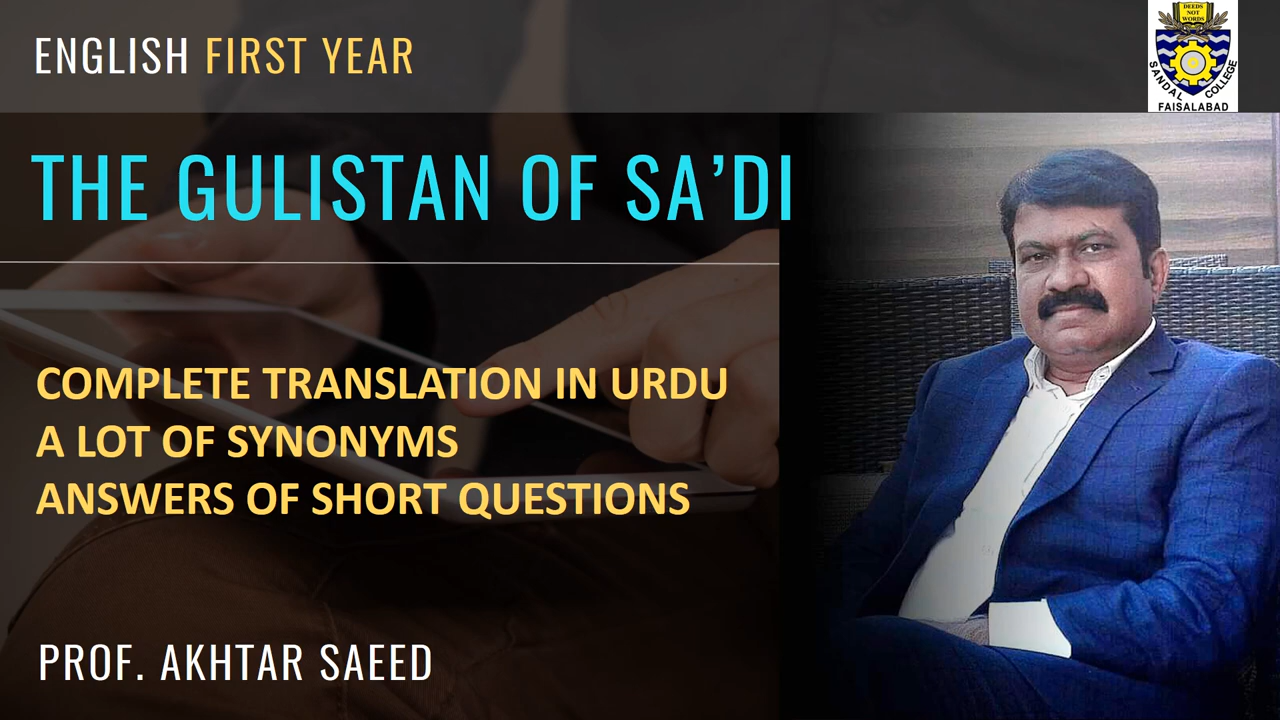 ENGLISH FIRST YEAR
DEEDS
NOT
WORDS
SANDAL COLLEGE
FAISALABAD
THE GULISTAN OF SA’DI
COMPLETE TRANSLATION IN URDU
A LOT OF SYNONYMS
ANSWERS OF SHORT QUESTIONS
PROF. AKHTAR SAEED